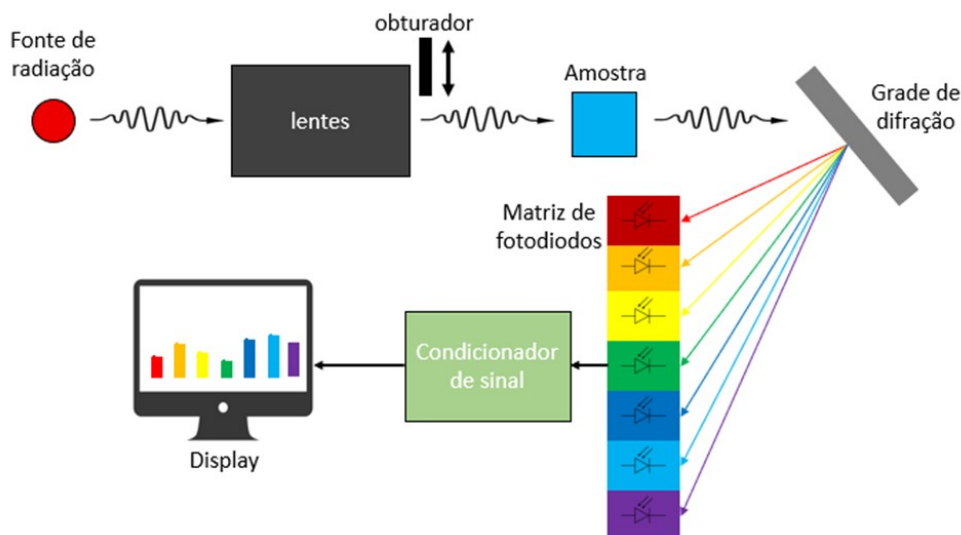 Fonte de
radiação
lentes
obturador
Amostra
Grade de
difração
Matriz de
fotodiodos
Condicionador
de sinal
Display